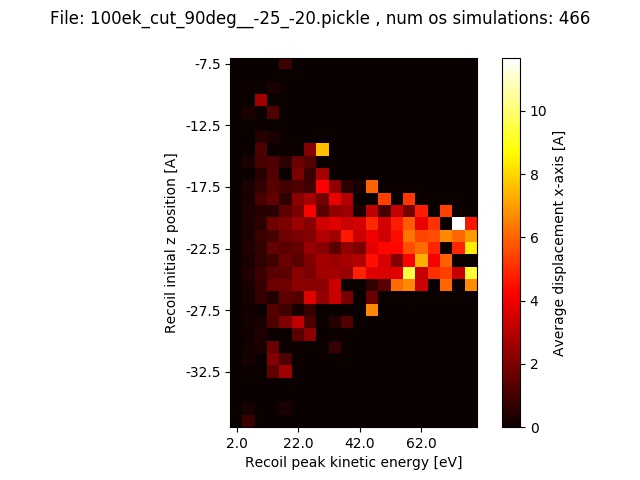 File: 100ek_cut_90deg__-25_-20.pickle , num os simulations: 466
-7.5
-12.5
-17.5
-22.5
-27.5
-32.5
Recoil initial z position [A]
2.0 22.0 42.0 62.0
Recoil peak kinetic energy [eV]
10
8
6
4
2
0
Average displacement x-axis [A]